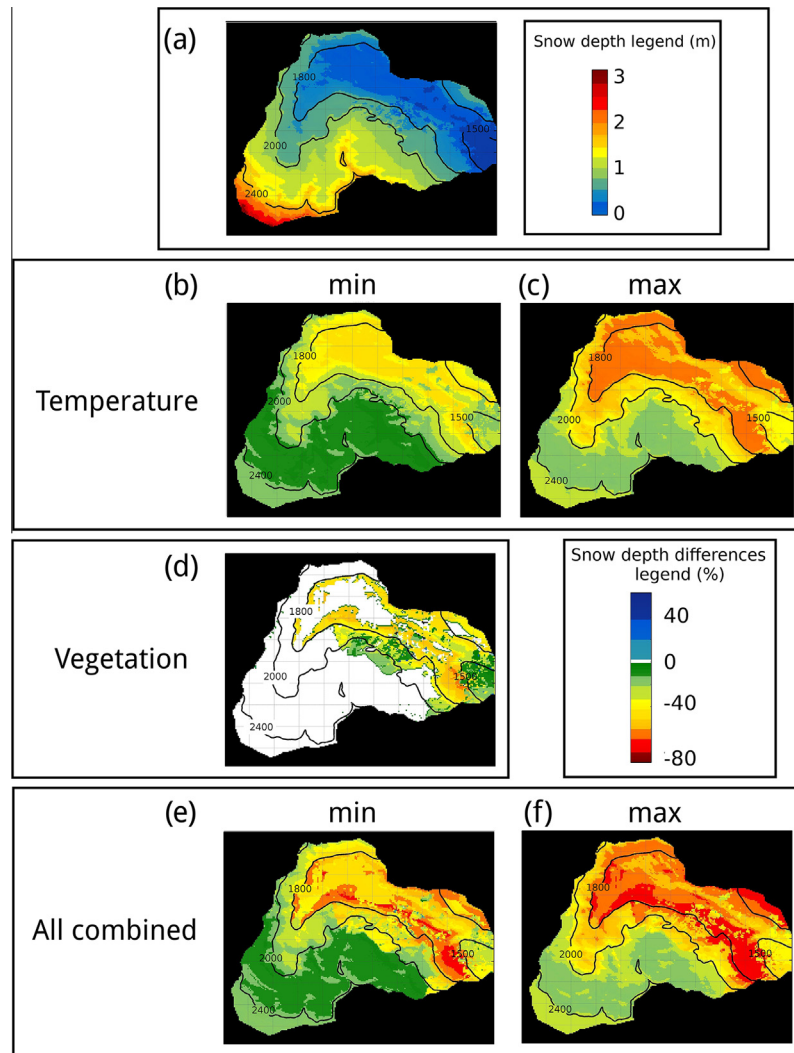 (a)
Snow depth legend (m)
3
2
1
0
1800
2000
1500
2400
(b)
min
(c)
max
Temperature
1800
2000
1500
2400
1800
2000
1500
2400
(d)
Vegetation
1800
2000
1500
2400
Snow depth differences
legend (%)
40
0
-40
-80
(e)
min
(f)
max
All combined
1800
2000
1500
2400
1800
2000
1500
2400